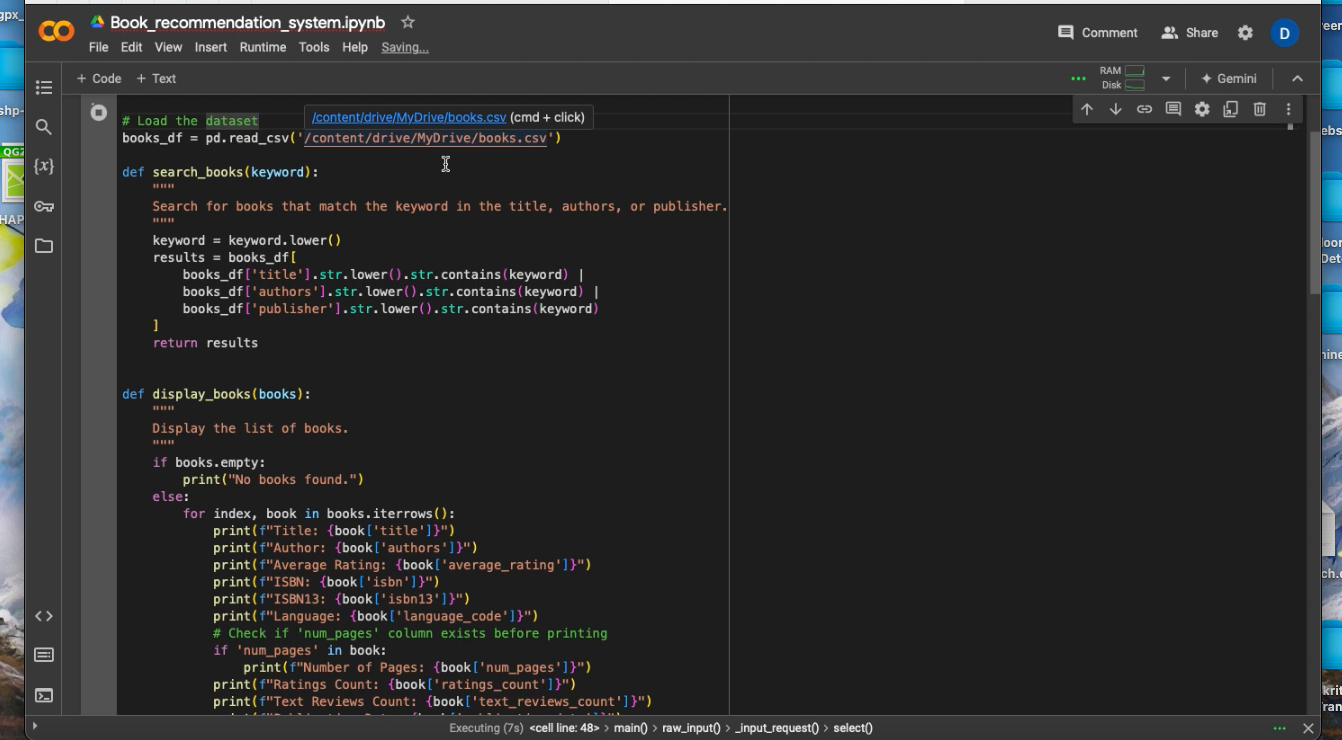 Book_recommendation_system.ipynb
File Edit View Insert Runtime Tools Help Saving...
Comment Share D
+ Code + Text
RAM
Disk
Gemini
/content/drive/MyDrive/books.csv (cmd + click)
# Load the dataset
books_df = pd.read_csv('/content/drive/MyDrive/books.csv')
def search_books(keyword):
"""
Search for books that match the keyword in the title, authors, or publisher.
"""
keyword = keyword.lower()
results = books_df[
books_df['title'].str.lower().str.contains(keyword) |
books_df['authors'].str.lower().str.contains(keyword) |
books_df['publisher'].str.lower().str.contains(keyword)
]
return results
def display_books(books):
"""
Display the list of books.
"""
if books.empty:
print("No books found.")
else:
for index, book in books.iterrows():
print(f"Title: {book['title']}")
print(f"Author: {book['authors']}")
print(f"Average Rating: {book['average_rating']}")
print(f"ISBN: {book['isbn']}")
print(f"ISBN13: {book['isbn13']}")
print(f"Language: {book['language_code']}")
# Check if 'num_pages' column exists before printing
if 'num_pages' in book:
print(f"Number of Pages: {book['num_pages']}")
print(f"Ratings Count: {book['ratings_count']}")
print(f"Text Reviews Count: {book['text_reviews_count']}")
Executing (7s) <cell line: 48> > main() > raw_input() > _input_request() > select()